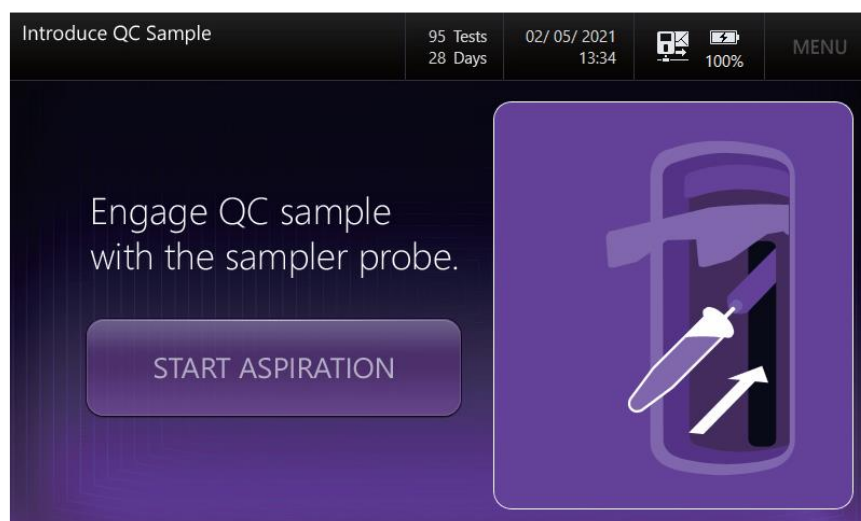 Introduce QC Sample
95 Tests
28 Days
02/ 05/ 2021
13:34
100%
MENU
Engage QC sample
with the sampler probe.
START ASPIRATION